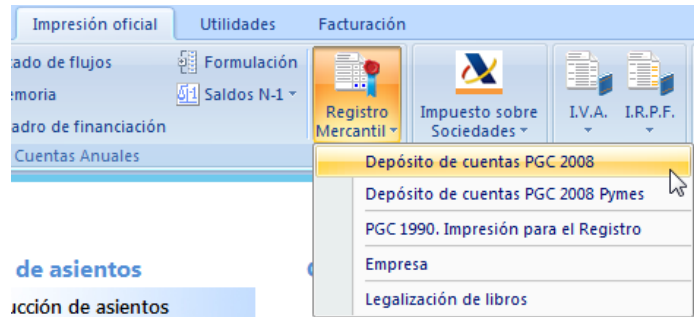 Impresión oficial Utilidades Facturación
ado de flujos Formulación
moria Saldos N-1
adro de financiación
Registro Mercantil
Impuesto sobre Sociedades
I.V.A. I.R.P.F.
Cuentas Anuales
Depósito de cuentas PGC 2008
Depósito de cuentas PGC 2008 Pymes
PGC 1990. Impresión para el Registro
Empresa
Legalización de libros
de asientos
ucción de asientos